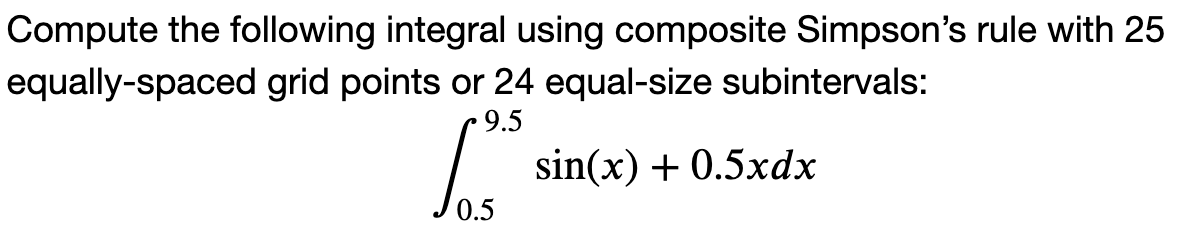 Compute the following integral using composite Simpson’s rule with 25
equally-spaced grid points or 24 equal-size subintervals:
∫_{0.5}^{9.5} sin(x) + 0.5xdx